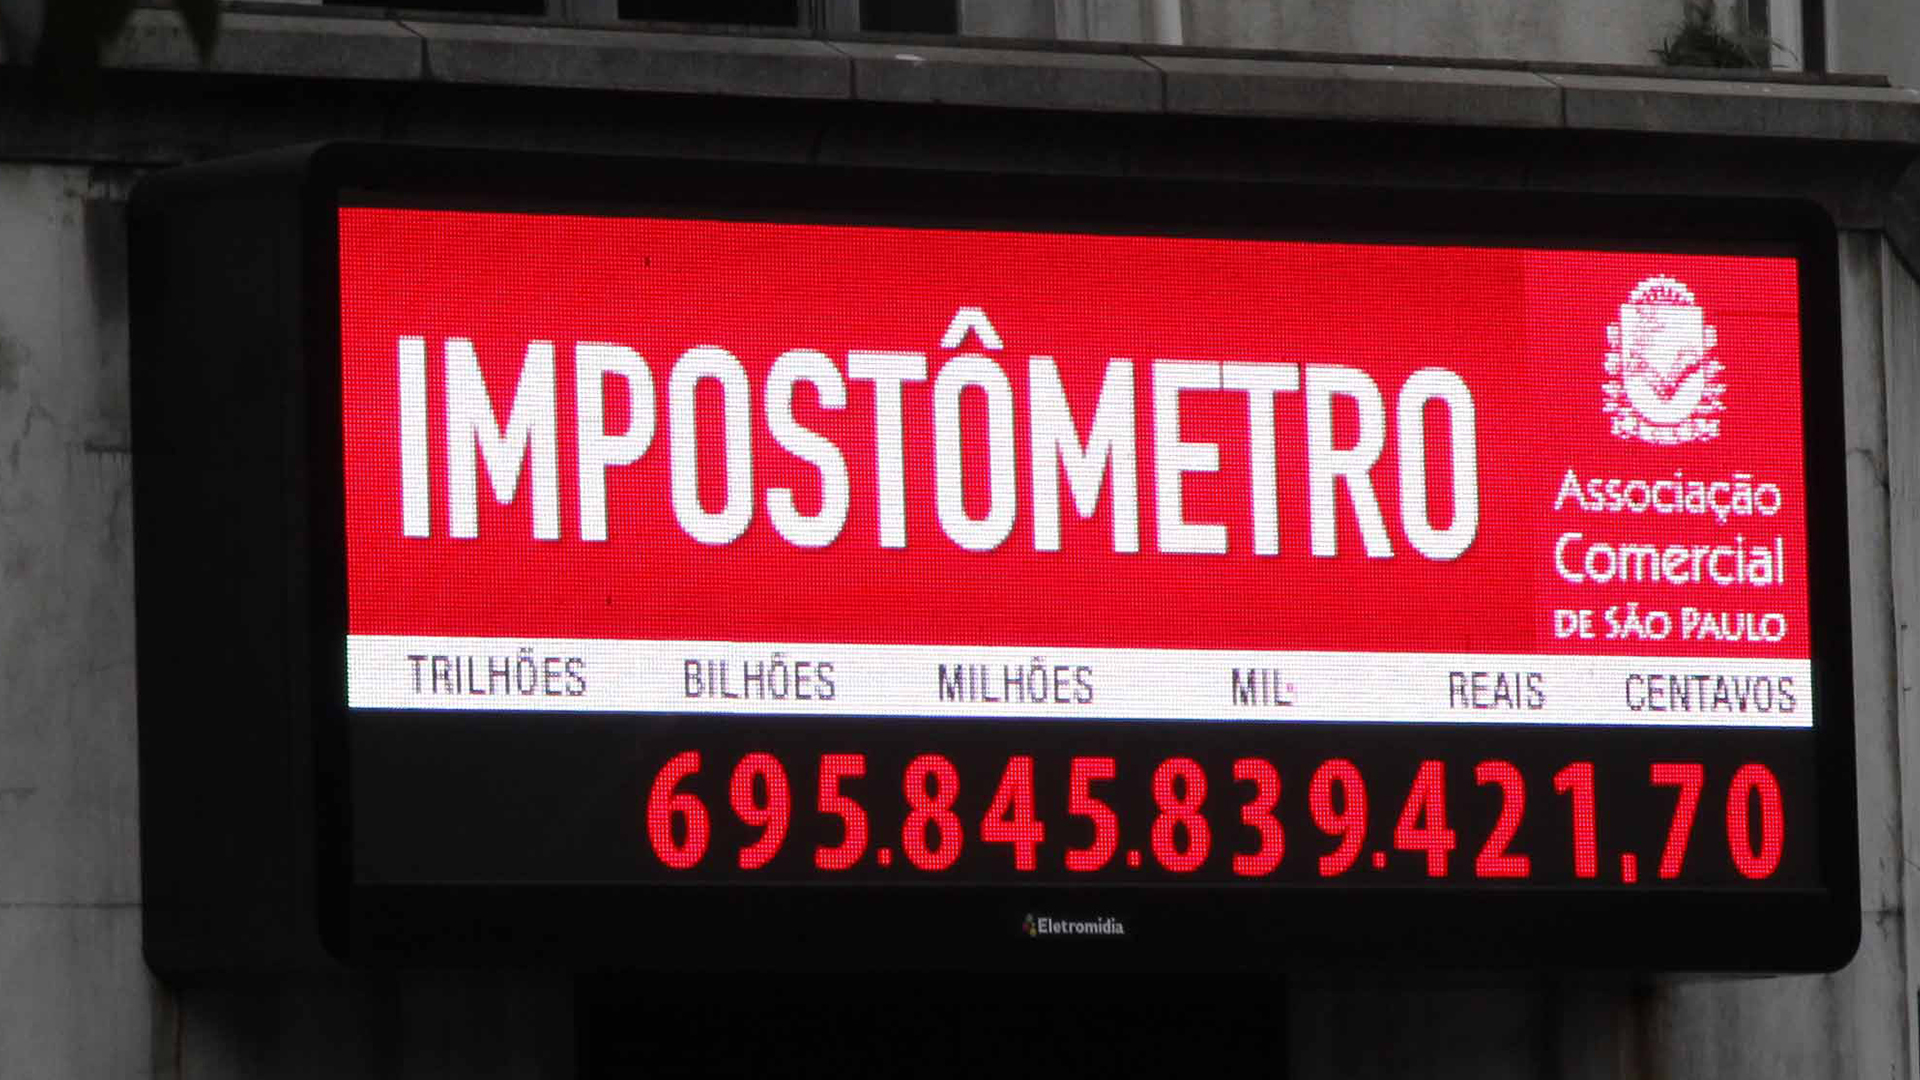 IMPOSTÔMETRO
Associação
Comercial
DE SÃO PAULO
TRILHÕES BILHÕES MILHÕES MIL REAIS CENTAVOS
695.845.839.421,70
Eletromidia